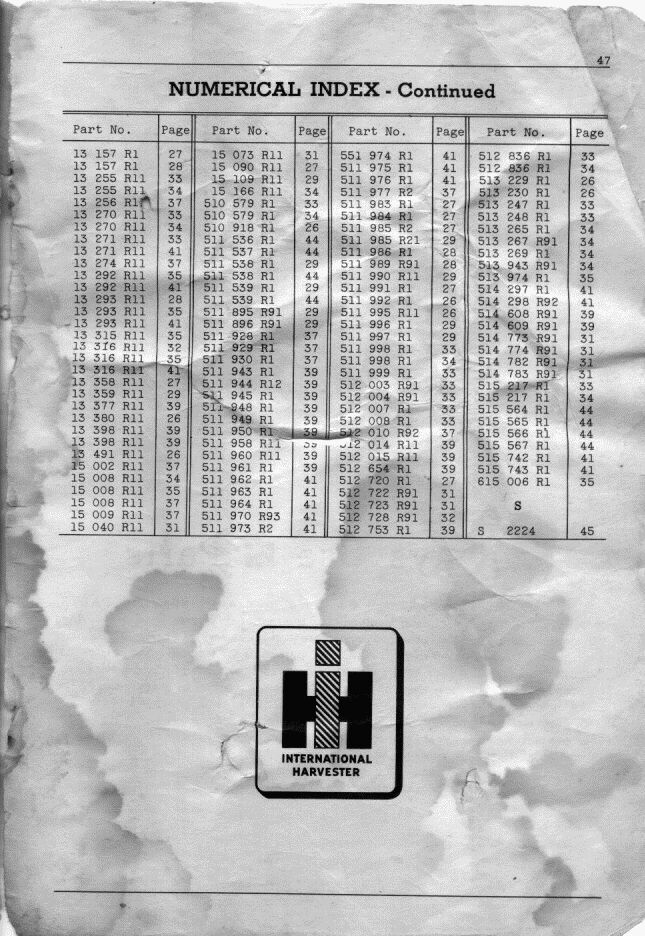 47
NUMERICAL INDEX - Continued
Part No. Page Part No. Page Part No. Page Part No. Page
13 157 R1 27 15 073 R11 31 551 974 R1 41 512 836 R1 33
13 157 R1 28 15 090 R11 27 511 975 R1 41 512 836 R1 34
13 255 R11 33 15 109 R11 29 511 976 R1 41 513 229 R1 26
13 255 R11 34 15 166 R11 34 511 977 R2 37 513 230 R1 26
13 256 R1 37 510 579 R1 33 511 983 R1 27 513 247 R1 33
13 270 R11 33 510 579 R1 34 511 984 R1 27 513 248 R1 33
13 270 R11 34 510 918 R1 26 511 985 R2 27 513 265 R1 34
13 271 R11 33 511 536 R1 44 511 985 R21 29 513 267 R91 34
13 271 R11 41 511 537 R1 44 511 986 R1 28 513 269 R1 34
13 274 R11 37 511 538 R1 29 511 989 R91 28 513 943 R91 34
13 292 R11 35 511 538 R1 44 511 990 R11 29 513 974 R1 35
13 292 R11 41 511 539 R1 29 511 991 R1 27 514 297 R1 41
13 293 R11 28 511 539 R1 44 511 992 R1 26 514 298 R92 41
13 293 R11 35 511 895 R91 29 511 995 R11 26 514 608 R91 39
13 293 R11 41 511 896 R91 29 511 996 R1 29 514 609 R91 39
13 315 R11 35 511 928 R1 37 511 997 R1 29 514 773 R91 31
13 316 R11 32 511 929 R1 37 511 998 R1 33 514 774 R91 31
13 316 R11 35 511 930 R1 37 511 998 R1 34 514 782 R91 31
13 316 R11 41 511 943 R1 39 511 999 R1 33 514 783 R91 31
13 358 R11 27 511 944 R12 39 512 003 R91 33 515 217 R1 33
13 359 R11 29 511 945 R1 39 512 004 R91 33 515 217 R1 34
13 377 R11 39 511 948 R1 39 512 007 R1 33 515 564 R1 44
13 380 R11 26 511 949 R1 39 512 008 R1 33 515 565 R1 44
13 398 R11 39 511 950 R1 39 512 010 R92 37 515 566 R1 44
13 398 R11 39 511 958 R11 39 512 014 R11 39 515 567 R1 44
13 491 R11 26 511 960 R11 39 512 015 R11 39 515 742 R1 41
15 002 R11 37 511 961 R1 39 512 654 R1 39 515 743 R1 41
15 008 R11 34 511 962 R1 41 512 720 R1 27 615 006 R1 35
15 008 R11 35 511 963 R1 41 512 722 R91 31
15 008 R11 37 511 964 R1 41 512 723 R91 31 S
15 009 R11 37 511 970 R93 41 512 728 R91 32
15 040 R11 31 511 973 R2 41 512 753 R1 39 S 2224 45
IH
INTERNATIONAL
HARVESTER